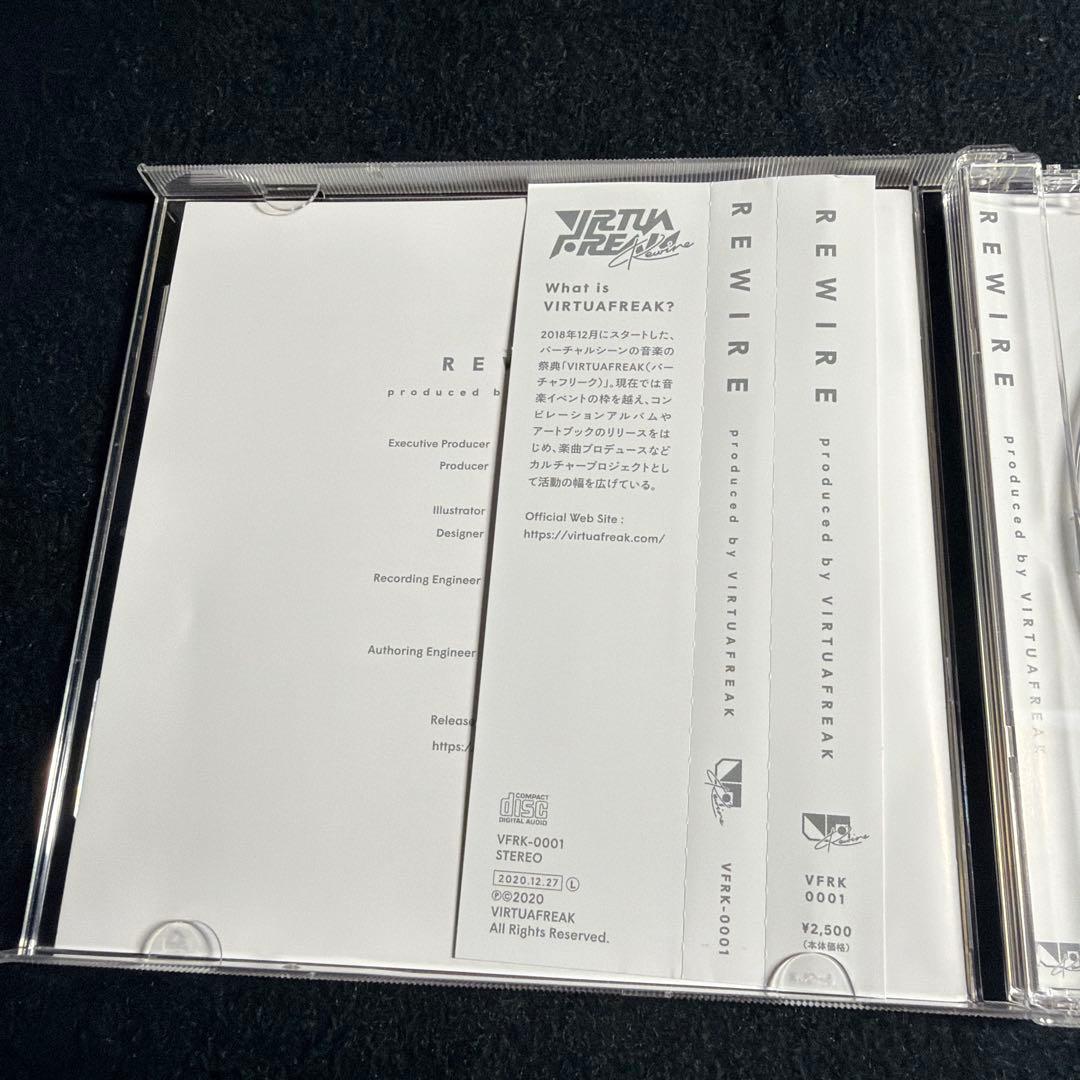 RE
produced b
Executive Producer
Producer
Illustrator
Designer
Recording Engineer
Authoring Engineer
Release
https:/
VIRTUA
FREAK
Rewire
What is
VIRTUAFREAK?
2018年12月にスタートした、
バーチャルシーンの音楽の
祭典「VIRTUAFREAK(バー
チャフリーク)」。現在では音
楽イベントの枠を越え、コン
ピレーションアルバムや
アートブックのリリースをは
じめ、楽曲プロデュースなど
カルチャープロジェクトとし
て活動の幅を広げている。
Official Web Site :
https://virtuafreak.com/
COMPACT
disc
DIGITAL AUDIO
VFRK-0001
STEREO
2020.12.27 Ⓛ
Ⓟ©2020
VIRTUAFREAK
All Rights Reserved.
REWIRE
produced by VIRTUAFREAK
Rewire
VFRK-0001
REWIRE
produced by VIRTUAFREAK
Rewire
VFRK
0001
¥2,500
(本体価格)
REWIRE
produced by VIRTUAFREAK